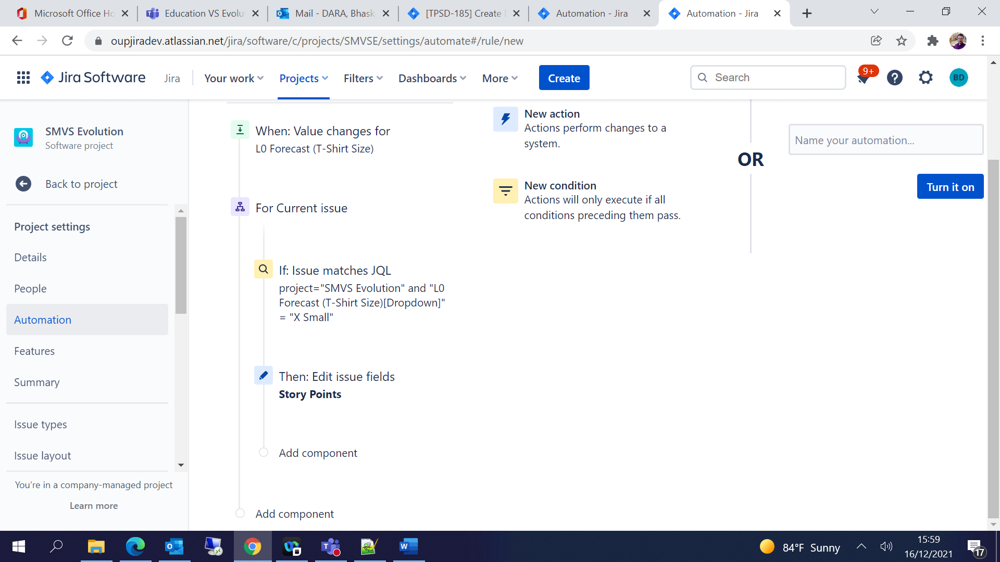 Microsoft Office Ho
Education VS Evolu
Mail - DARA, Bhask
[TPSD-185] Create
Automation - Jira
Automation - Jira
oupjiradev.atlassian.net/jira/software/c/projects/SMVSE/settings/automate#/rule/new
Jira Software
Jira
Your work
Projects
Filters
Dashboards
More
Create
Search
9+
BD
SMVS Evolution
Software project
Back to project
Project settings
Details
People
Automation
Features
Summary
Issue types
Issue layout
You're in a company-managed project
Learn more
When: Value changes for
L0 Forecast (T-Shirt Size)
For Current issue
If: Issue matches JQL
project="SMVS Evolution" and "L0
Forecast (T-Shirt Size)[Dropdown]"
= "X Small"
Then: Edit issue fields
Story Points
Add component
Add component
New action
Actions perform changes to a
system.
New condition
Actions will only execute if all
conditions preceding them pass.
OR
Name your automation...
Turn it on
84°F Sunny
15:59
16/12/2021
17